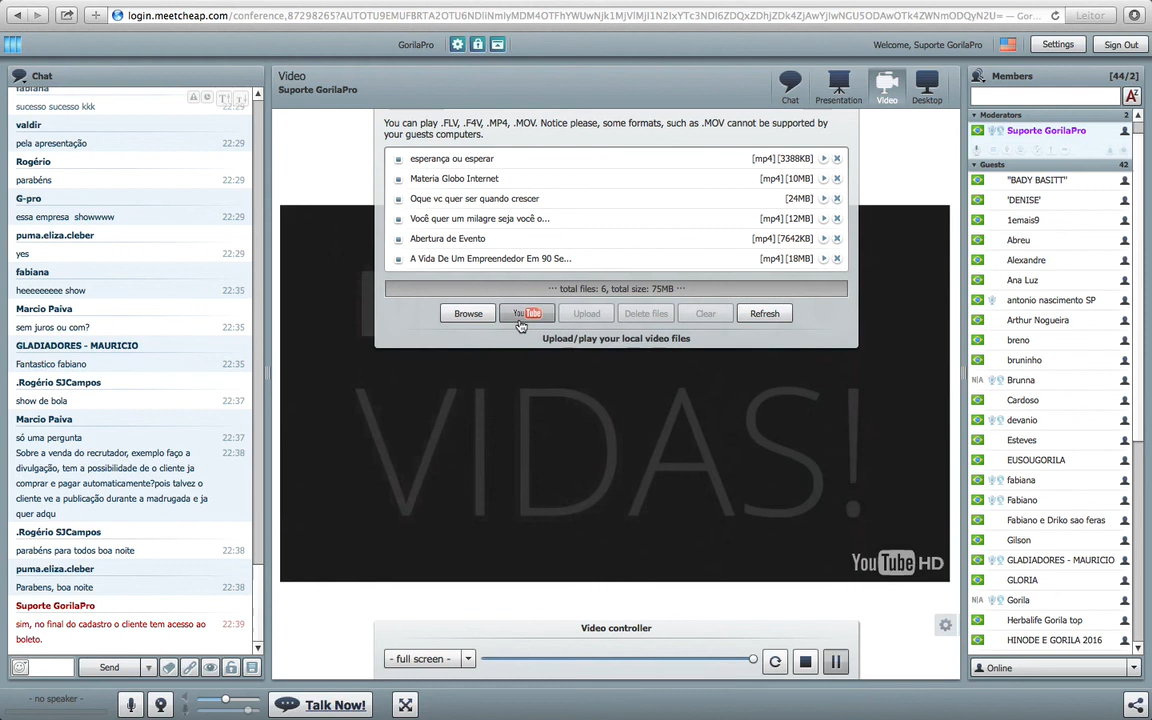 login.meetcheap.com/conference,87298265?AUTOTU9EMUFBRTA2OTU6NDliNmIyMDM4OTFhYWUwNjk1MjVlMjI1N2IxYTc3NDI6ZDQxZDhjZDk4ZjAwYjIwNGU5ODAwOTk4ZWNmODQyN2U= — Gor...
Leitor
GorilaPro
Welcome, Suporte GorilaPro
Settings
Sign Out
Chat
fabiana
sucesso sucesso kkk 22:29
valdir
pela apresentação 22:29
Rogério
parabéns 22:29
G-pro
essa empresa showwww 22:29
puma.eliza.cleber
yes 22:29
fabiana
heeeeeeee show 22:29
Marcio Paiva
sem juros ou com? 22:31
GLADIADORES - MAURICIO
Fantastico fabiano 22:35
.Rogério SJCampos
show de bola 22:37
Marcio Paiva
só uma pergunta 22:37
Sobre a venda do recrutador, exemplo faço a 22:38
divulgação, tem a possibilidade de o cliente ja
comprar e pagar automaticamente?pois talvez o
cliente ve a publicação durante a madrugada e ja
quer adqu
.Rogério SJCampos
parabéns para todos boa noite 22:38
puma.eliza.cleber
Parabens, boa noite 22:38
Suporte GorilaPro
sim, no final do cadastro o cliente tem acesso ao 22:39
boleto.
Send
- no speaker -
Talk Now!
Video
Suporte GorilaPro
Chat
Presentation
Video
Desktop
You can play .FLV, .F4V, .MP4, .MOV. Notice please, some formats, such as .MOV cannot be supported by
your guests computers.
esperança ou esperar [mp4] [3388KB]
Materia Globo Internet [mp4] [10MB]
Oque vc quer ser quando crescer [24MB]
Você quer um milagre seja você o... [mp4] [12MB]
Abertura de Evento [mp4] [7642KB]
A Vida De Um Empreendedor Em 90 Se... [mp4] [18MB]
··· total files: 6, total size: 75MB ···
Browse
YouTube
Upload
Delete files
Clear
Refresh
Upload/play your local video files
VIDAS!
YouTube HD
Video controller
- full screen -
Members [44/2]
AZ
Moderators 2
Suporte GorilaPro
Guests 42
"BADY BASITT"
'DENISE'
1emais9
Abreu
Alexandre
Ana Luz
antonio nascimento SP
Arthur Nogueira
breno
bruninho
N/A Brunna
Cardoso
devanio
Esteves
EUSOUGORILA
fabiana
Fabiano
Fabiano e Driko sao feras
Gilson
GLADIADORES - MAURICIO
GLORIA
N/A Gorila
Herbalife Gorila top
HINODE E GORILA 2016
Online